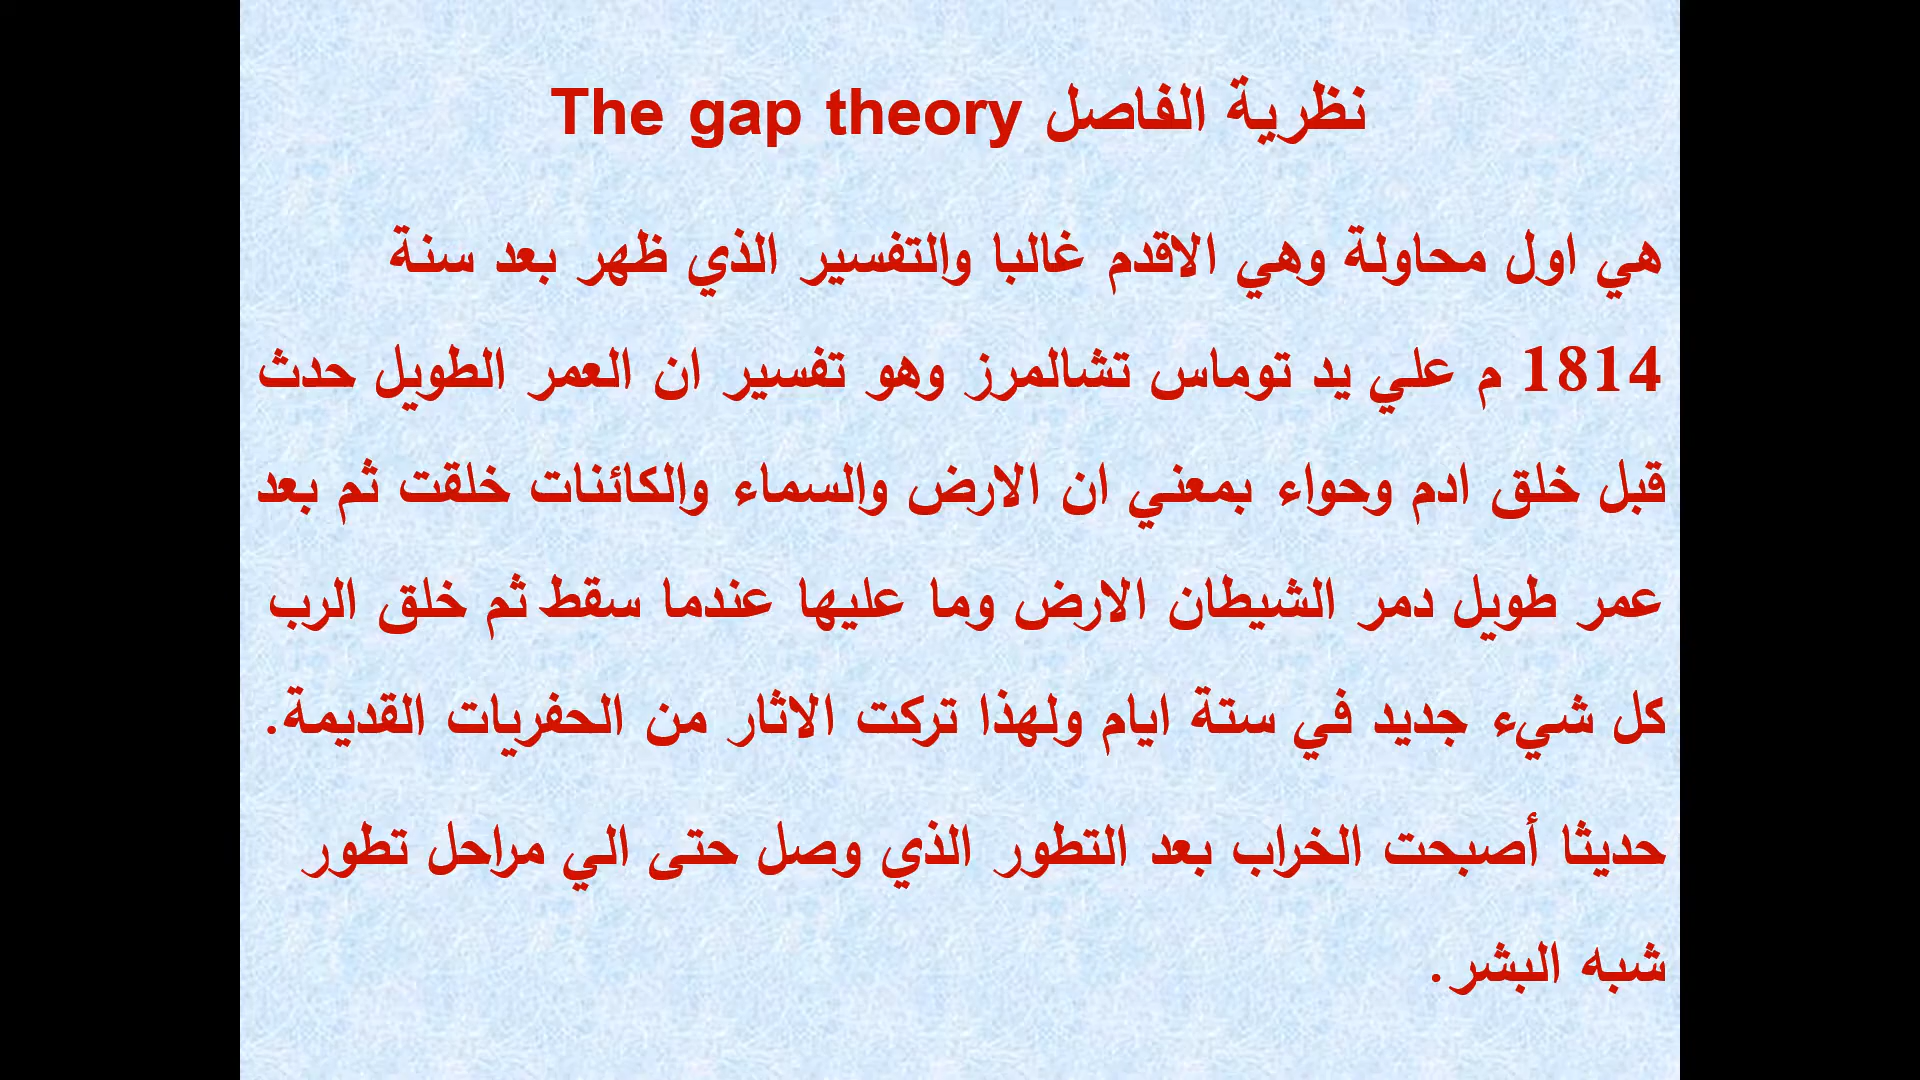 نظرية الفاصل The gap theory
هي اول محاولة وهي الاقدم غالبا والتفسير الذي ظهر بعد سنة
1814 م علي يد توماس تشالمرز وهو تفسير ان العمر الطويل حدث
قبل خلق ادم وحواء بمعني ان الارض والسماء والكائنات خلقت ثم بعد
عمر طويل دمر الشيطان الارض وما عليها عندما سقط ثم خلق الرب
كل شيء جديد في ستة ايام ولهذا تركت الاثار من الحفريات القديمة.
حديثا أصبحت الخراب بعد التطور الذي وصل حتى الي مراحل تطور
شبه البشر.